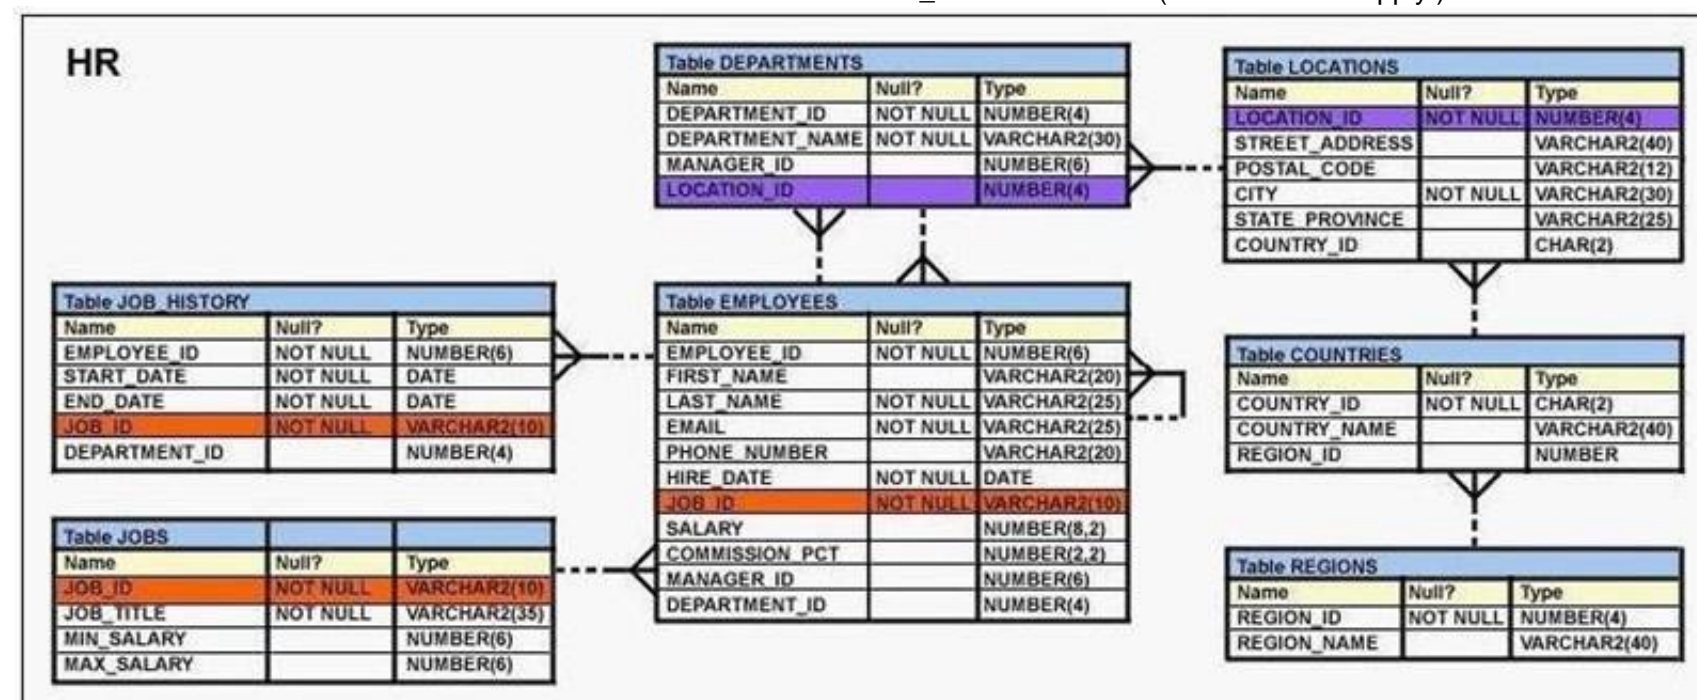 HR
Table DEPARTMENTS
Name Null? Type
DEPARTMENT_ID NOT NULL NUMBER(4)
DEPARTMENT_NAME NOT NULL VARCHAR2(30)
MANAGER_ID NUMBER(6)
LOCATION_ID NUMBER(4)
Table LOCATIONS
Name Null? Type
LOCATION_ID NOT NULL NUMBER(4)
STREET_ADDRESS VARCHAR2(40)
POSTAL_CODE VARCHAR2(12)
CITY NOT NULL VARCHAR2(30)
STATE_PROVINCE VARCHAR2(25)
COUNTRY_ID CHAR(2)
Table JOB_HISTORY
Name Null? Type
EMPLOYEE_ID NOT NULL NUMBER(6)
START_DATE NOT NULL DATE
END_DATE NOT NULL DATE
JOB_ID NOT NULL VARCHAR2(10)
DEPARTMENT_ID NUMBER(4)
Table EMPLOYEES
Name Null? Type
EMPLOYEE_ID NOT NULL NUMBER(6)
FIRST_NAME VARCHAR2(20)
LAST_NAME NOT NULL VARCHAR2(25)
EMAIL NOT NULL VARCHAR2(25)
PHONE_NUMBER VARCHAR2(20)
HIRE_DATE NOT NULL DATE
JOB_ID NOT NULL VARCHAR2(10)
SALARY NUMBER(8,2)
COMMISSION_PCT NUMBER(2,2)
MANAGER_ID NUMBER(6)
DEPARTMENT_ID NUMBER(4)
Table COUNTRIES
Name Null? Type
COUNTRY_ID NOT NULL CHAR(2)
COUNTRY_NAME VARCHAR2(40)
REGION_ID NUMBER
Table JOBS
Name Null? Type
JOB_ID NOT NULL VARCHAR2(10)
JOB_TITLE NOT NULL VARCHAR2(35)
MIN_SALARY NUMBER(6)
MAX_SALARY NUMBER(6)
Table REGIONS
Name Null? Type
REGION_ID NOT NULL NUMBER(4)
REGION_NAME VARCHAR2(40)